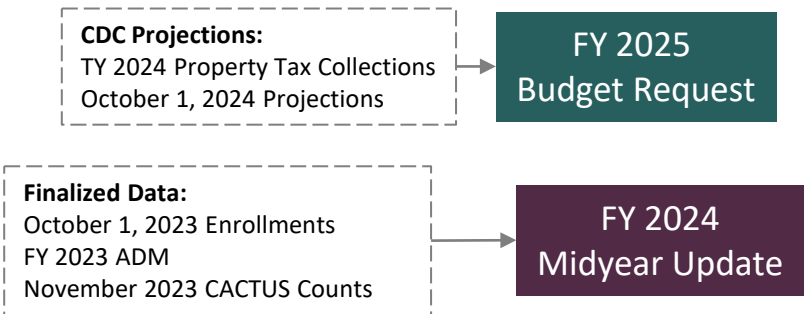 CDC Projections:
TY 2024 Property Tax Collections
October 1, 2024 Projections
FY 2025
Budget Request
Finalized Data:
October 1, 2023 Enrollments
FY 2023 ADM
November 2023 CACTUS Counts
FY 2024
Midyear Update